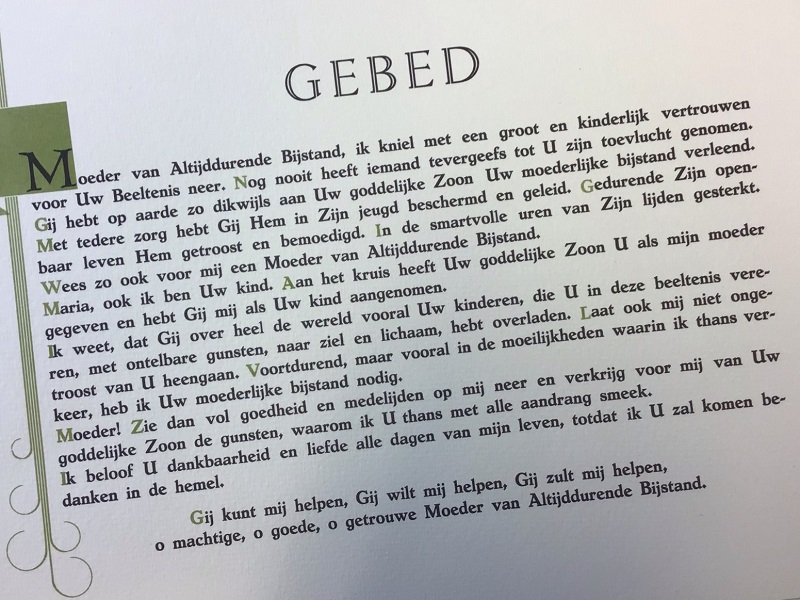 GEBED
Moeder van Altijddurende Bijstand, ik kniel met een groot en kinderlijk vertrouwen
voor Uw Beeltenis neer. Nog nooit heeft iemand tevergeefs tot U zijn toevlucht genomen.
Gij hebt op aarde zo dikwijls aan Uw goddelijke Zoon Uw moederlijke bijstand verleend.
Met tedere zorg hebt Gij Hem in Zijn jeugd beschermd en geleid. Gedurende Zijn open-
baar leven Hem getroost en bemoedigd. In de smartvolle uren van Zijn lijden gesterkt.
Wees zo ook voor mij een Moeder van Altijddurende Bijstand.
Maria, ook ik ben Uw kind. Aan het kruis heeft Uw goddelijke Zoon U als mijn moeder
gegeven en hebt Gij mij als Uw kind aangenomen.
Ik weet, dat Gij over heel de wereld vooral Uw kinderen, die U in deze beeltenis vere-
ren, met ontelbare gunsten, naar ziel en lichaam, hebt overladen. Laat ook mij niet onge-
troost van U heengaan. Voortdurend, maar vooral in de moeilijkheden waarin ik thans ver-
keer, heb ik Uw moederlijke bijstand nodig.
Moeder! Zie dan vol goedheid en medelijden op mij neer en verkrijg voor mij van Uw
goddelijke Zoon de gunsten, waarom ik U thans met alle aandrang smeek.
Ik beloof U dankbaarheid en liefde alle dagen van mijn leven, totdat ik U zal komen be-
danken in de hemel.
Gij kunt mij helpen, Gij wilt mij helpen, Gij zult mij helpen,
o machtige, o goede, o getrouwe Moeder van Altijddurende Bijstand.